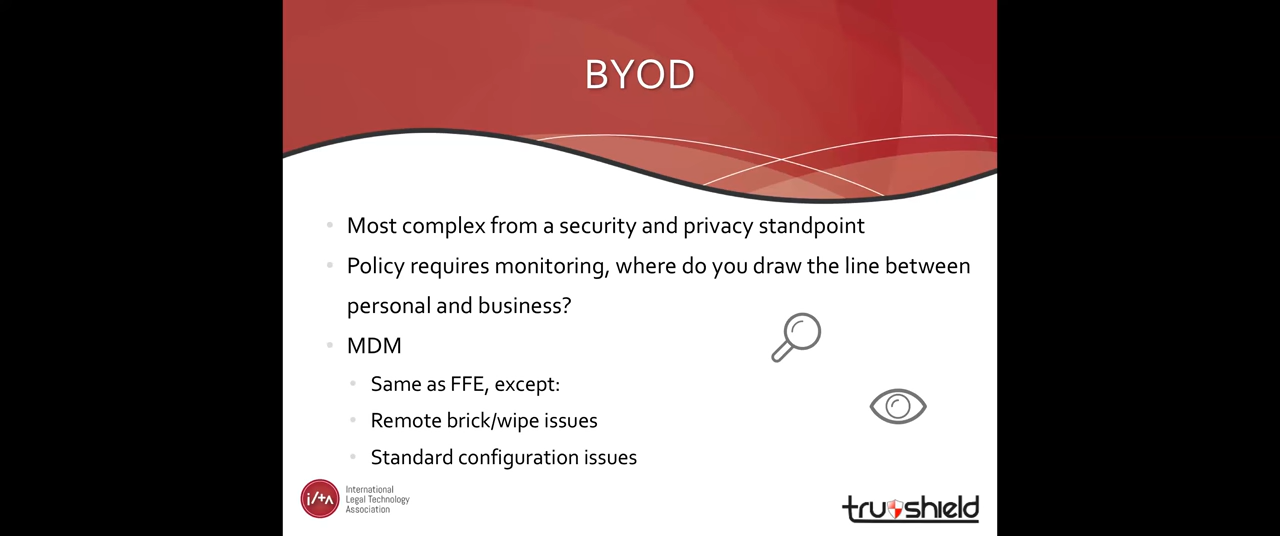 BYOD
Most complex from a security and privacy standpoint
Policy requires monitoring, where do you draw the line between
personal and business?
MDM
Same as FFE, except:
Remote brick/wipe issues
Standard configuration issues
i/t∧
International
Legal Technology
Association
trushield